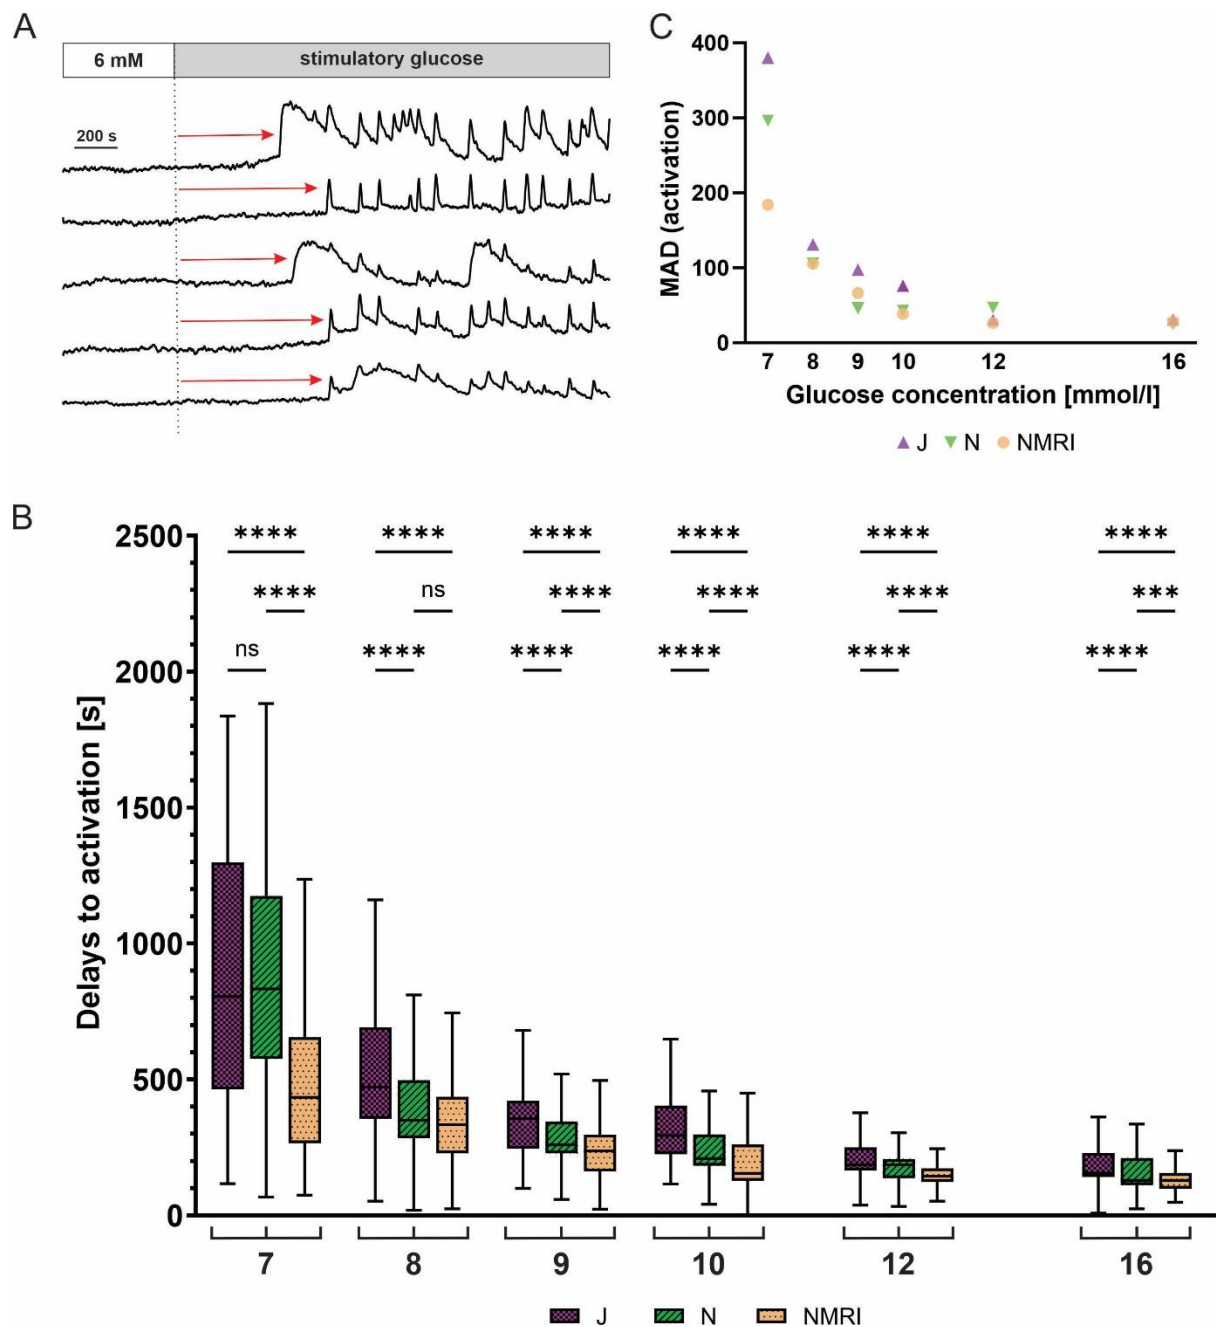 A
6 mM stimulatory glucose
200 s
C
400
300
200
100
0
MAD (activation)
7 8 9 10 12 16
Glucose concentration [mmol/l]
J N NMRI
B
2500
2000
1500
1000
500
0
Delays to activation [s]
**** **** **** **** **** ****
**** ns **** **** **** ***
ns **** **** **** **** ****
7 8 9 10 12 16
J N NMRI